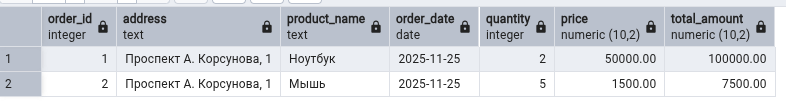 order_id integer address text product_name text order_date date quantity integer price numeric (10,2) total_amount numeric (10,2)
1 1 Проспект А. Корсунова, 1 Ноутбук 2025-11-25 2 50000.00 100000.00
2 2 Проспект А. Корсунова, 1 Мышь 2025-11-25 5 1500.00 7500.00